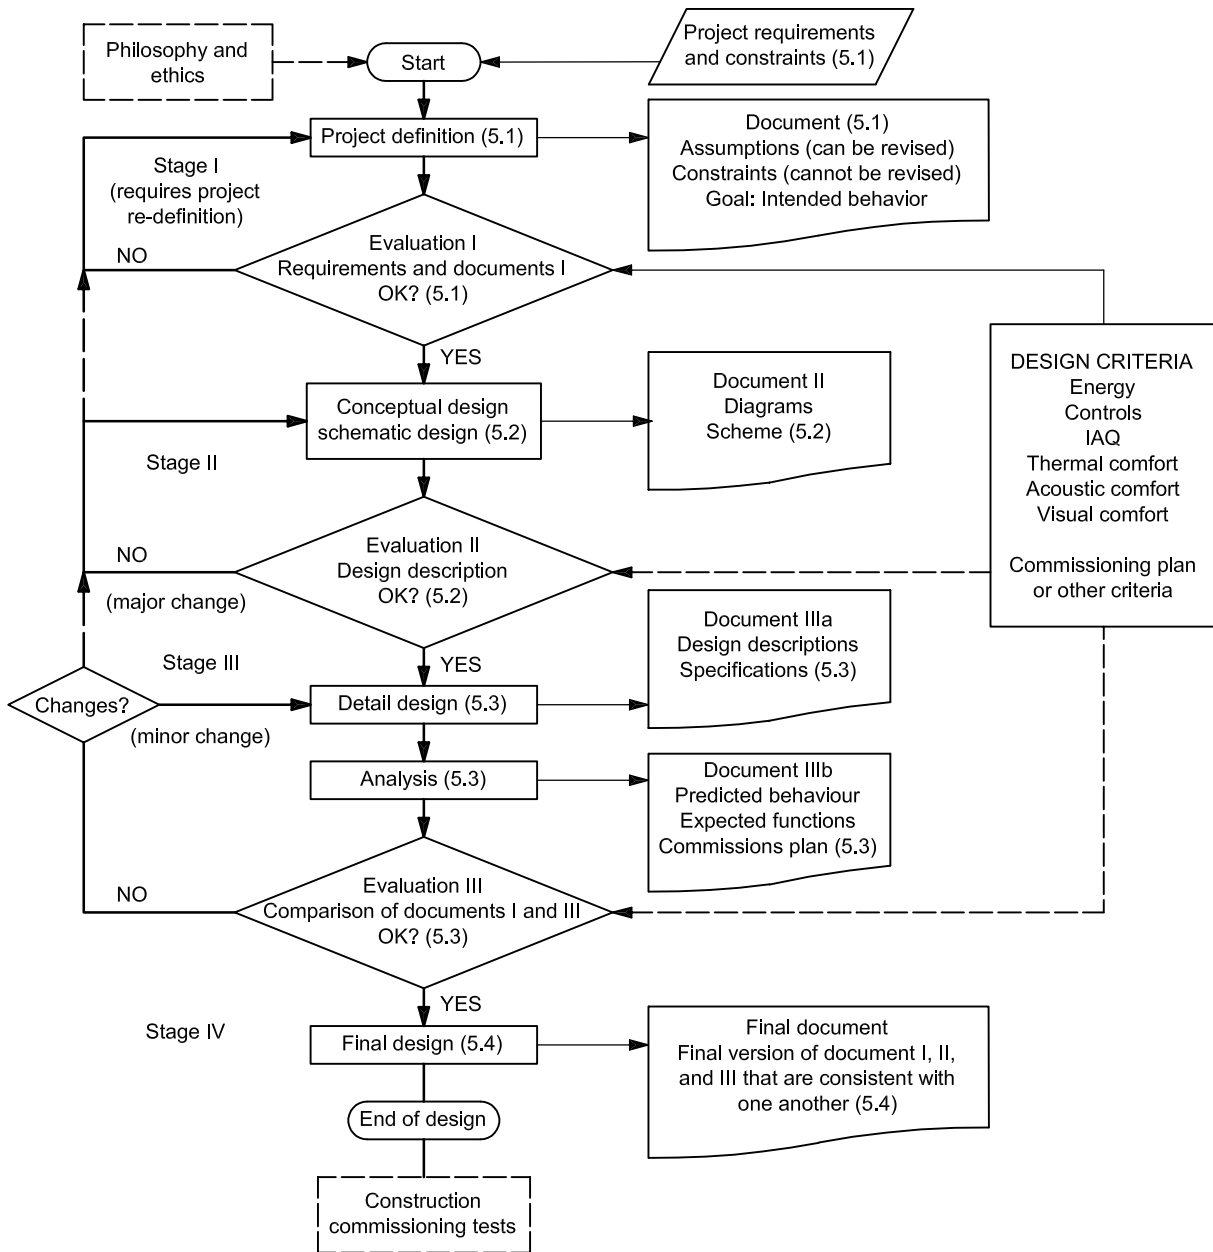 Philosophy and
ethics
Start
Project requirements
and constraints (5.1)
Project definition (5.1)
Document (5.1)
Assumptions (can be revised)
Constraints (cannot be revised)
Goal: Intended behavior
Stage I
(requires project
re-definition)
NO
Evaluation I
Requirements and documents I
OK? (5.1)
YES
Conceptual design
schematic design (5.2)
Document II
Diagrams
Scheme (5.2)
DESIGN CRITERIA
Energy
Controls
IAQ
Thermal comfort
Acoustic comfort
Visual comfort
Commissioning plan
or other criteria
Stage II
NO
(major change)
Evaluation II
Design description
OK? (5.2)
YES
Document IIIa
Design descriptions
Specifications (5.3)
Stage III
Changes?
(minor change)
Detail design (5.3)
Analysis (5.3)
Document IIIb
Predicted behaviour
Expected functions
Commissions plan (5.3)
NO
Evaluation III
Comparison of documents I and III
OK? (5.3)
YES
Stage IV
Final design (5.4)
Final document
Final version of document I, II,
and III that are consistent with
one another (5.4)
End of design
Construction
commissioning tests